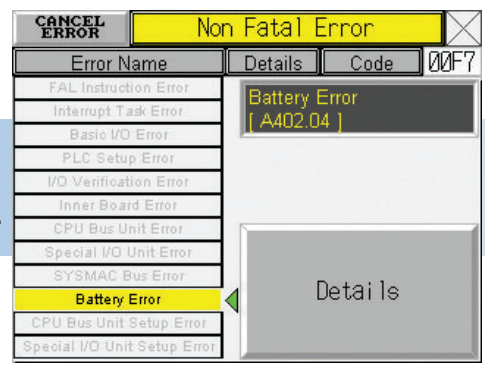 CANCEL
ERROR
Non Fatal Error
Error Name
Details
Code
00F7
FAL Instruction Error
Interrupt Task Error
Basic I/O Error
PLC Setup Error
I/O Verification Error
Inner Board Error
CPU Bus Unit Error
Special I/O Unit Error
SYSMAC Bus Error
Battery Error
CPU Bus Unit Setup Error
Special I/O Unit Setup Error
Battery Error
[ A402.04 ]
Details